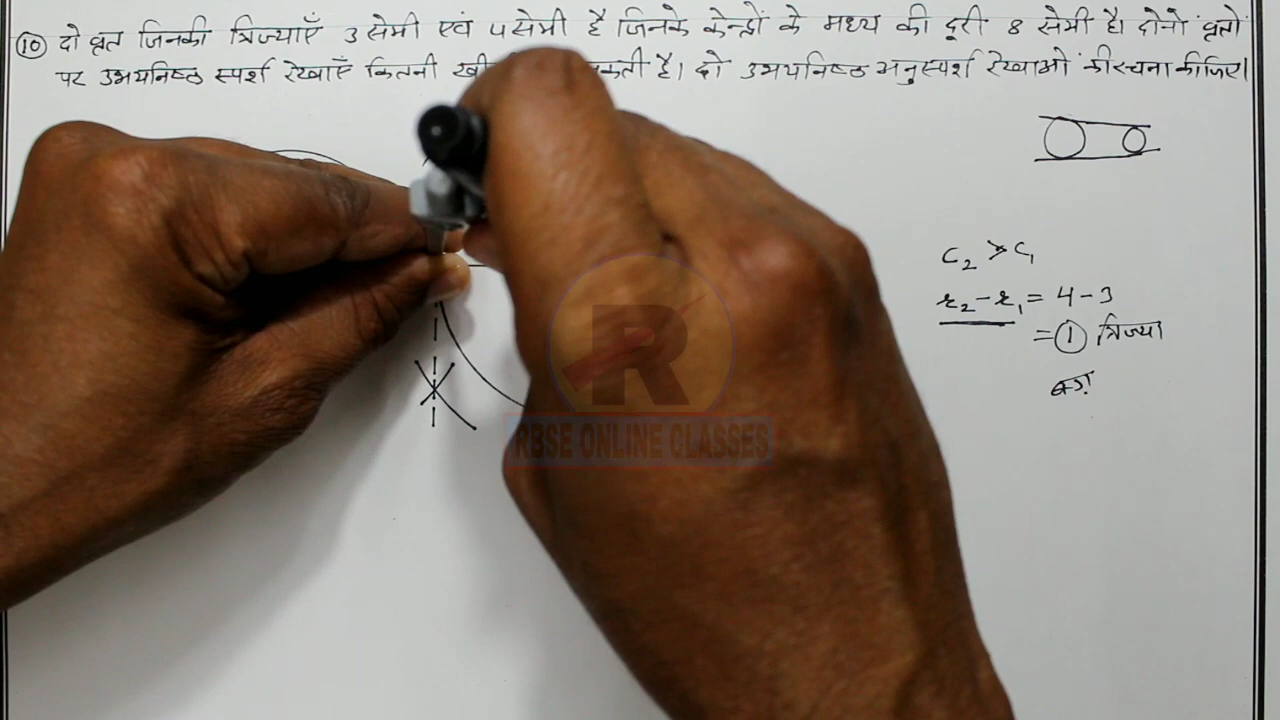 ⑩ दो वृत जिनकी त्रिज्याएँ 3 सेमी एवं 4 सेमी है जिनके केन्द्रों के मध्य की दूरी 8 सेमी है। दोनों वृतों
पर उभयनिष्ठ स्पर्श रेखाएँ कितनी है। दो उभयनिष्ठ अनुस्पर्श रेखाओं की रचना कीजिए।
C₂ > C₁
r₂ - r₁ = 4 - 3
= ① त्रिज्या
का
R
RBSE ONLINE CLASSES